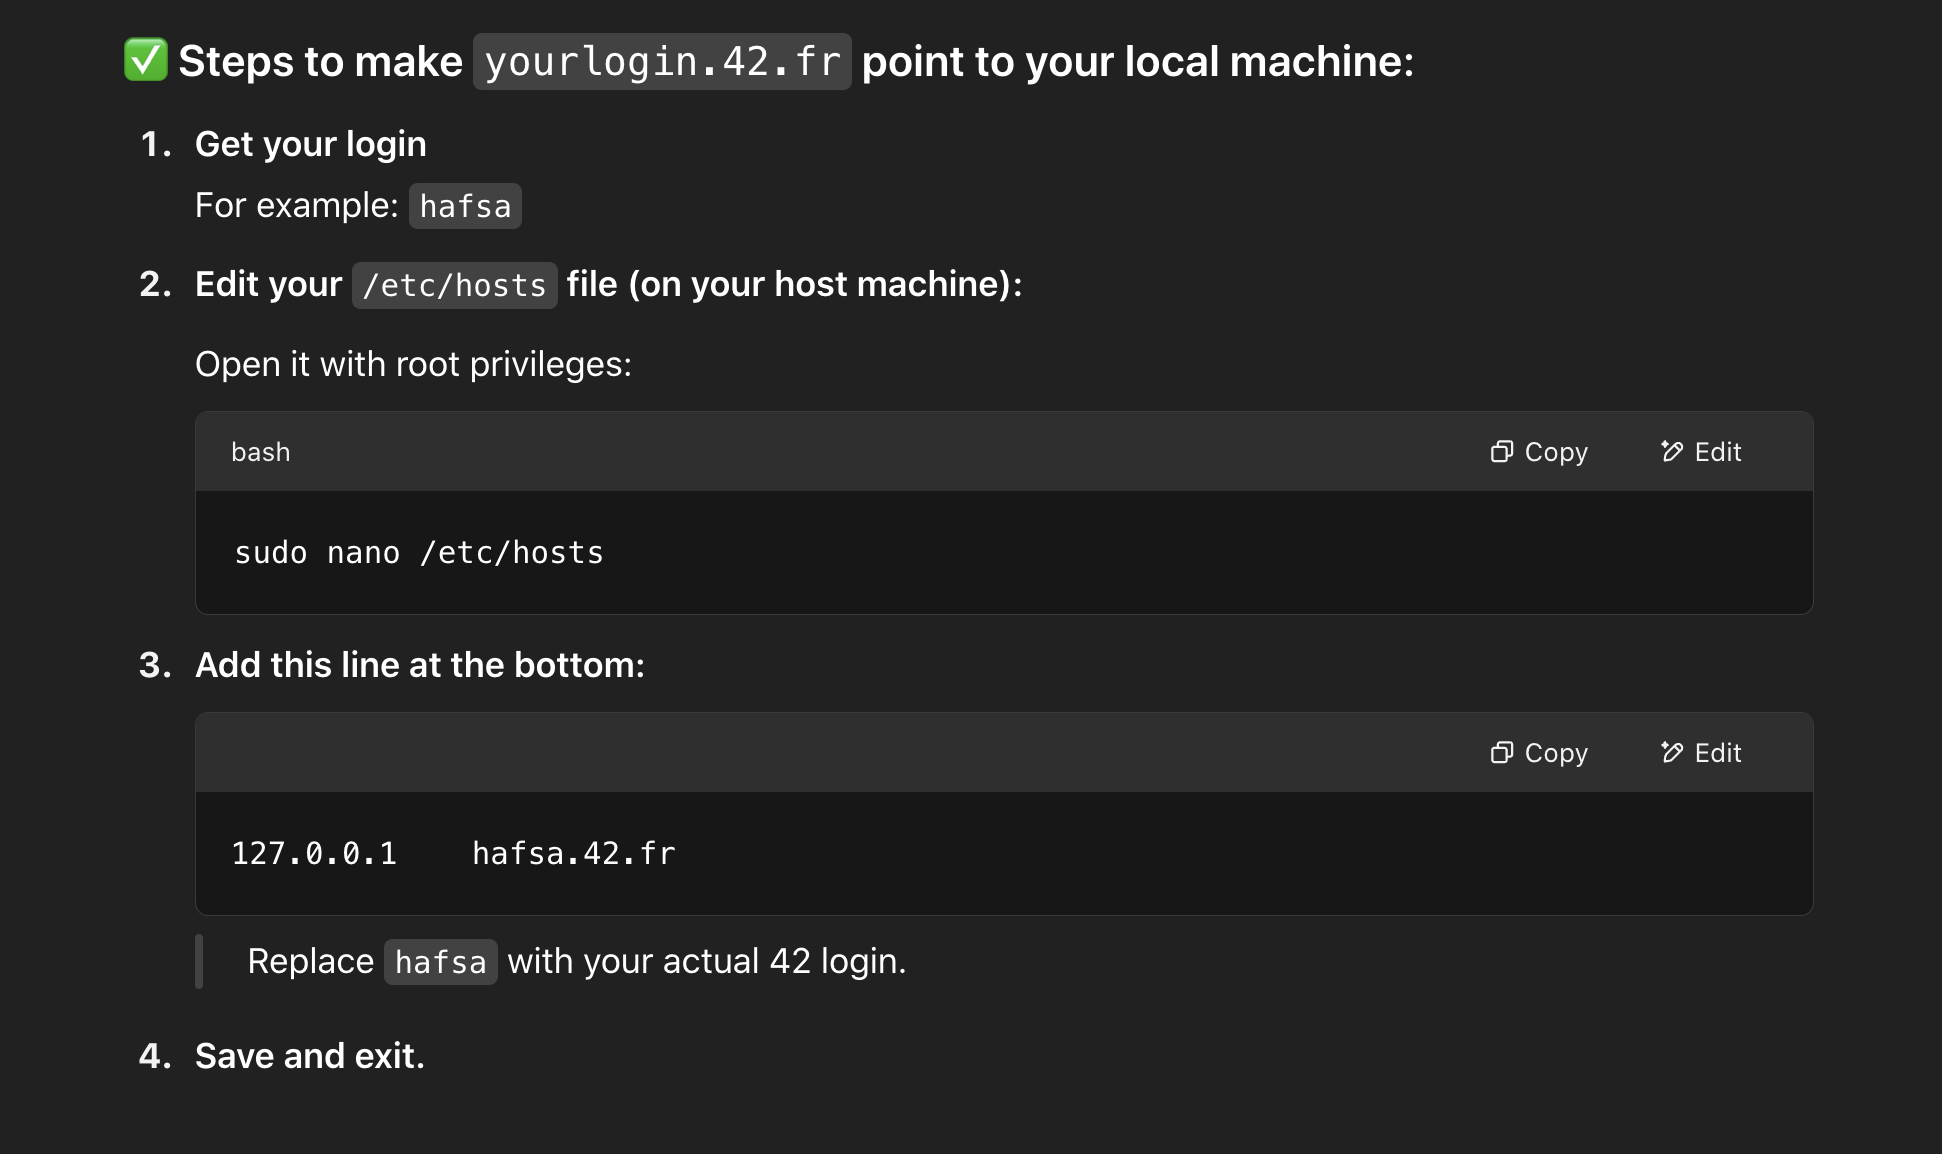 ✅ Steps to make yourlogin.42.fr point to your local machine:
1. Get your login
For example: hafsa
2. Edit your /etc/hosts file (on your host machine):
Open it with root privileges:
bash Copy Edit
sudo nano /etc/hosts
3. Add this line at the bottom:
Copy Edit
127.0.0.1    hafsa.42.fr
Replace hafsa with your actual 42 login.
4. Save and exit.